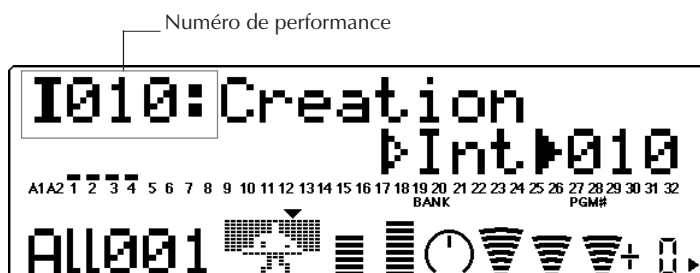 Numéro de performance
I010:Creation
▷Int▶010
A1 A2 1 2 3 4 5 6 7 8 9 10 11 12 13 14 15 16 17 18 19 20 21 22 23 24 25 26 27 28 29 30 31 32
BANK PGM#
All001